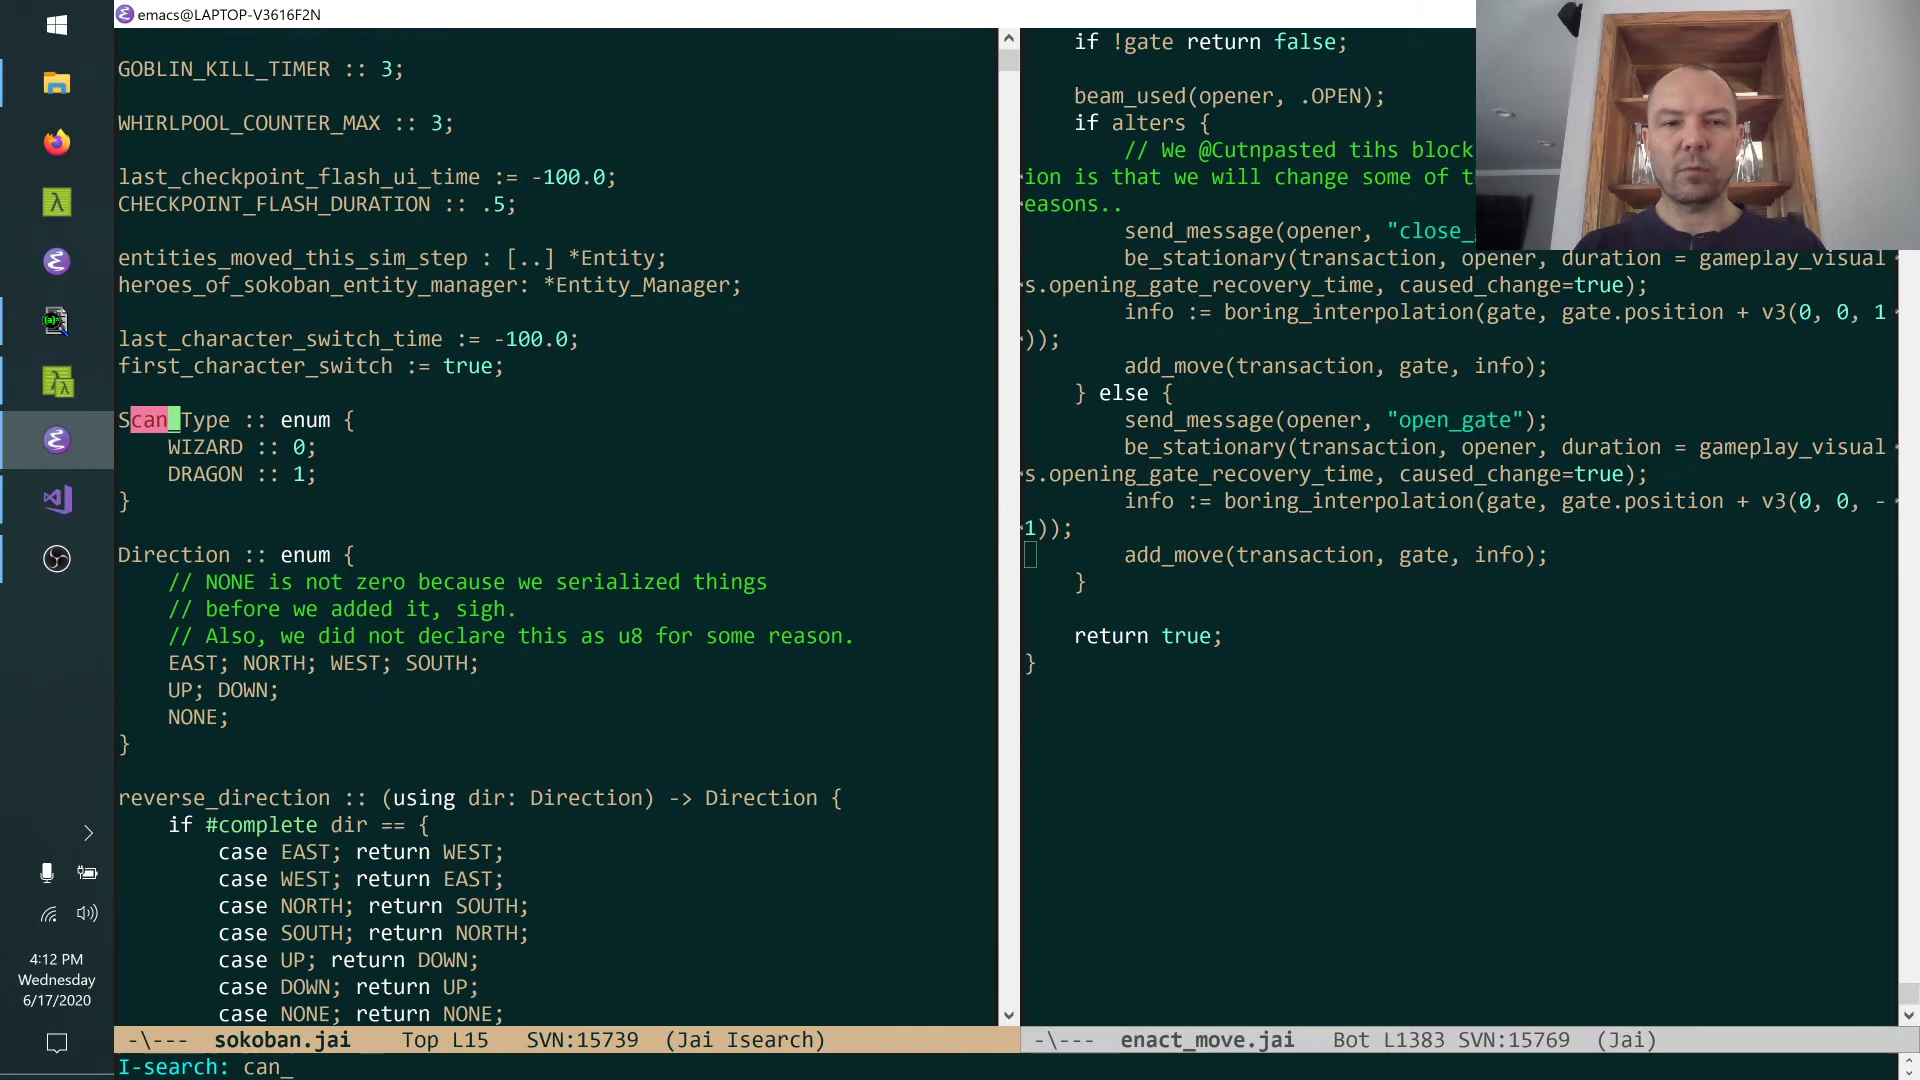 emacs@LAPTOP-V3616F2N
GOBLIN_KILL_TIMER :: 3;
WHIRLPOOL_COUNTER_MAX :: 3;
last_checkpoint_flash_ui_time := -100.0;
CHECKPOINT_FLASH_DURATION :: .5;
entities_moved_this_sim_step : [..] *Entity;
heroes_of_sokoban_entity_manager: *Entity_Manager;
last_character_switch_time := -100.0;
first_character_switch := true;
Scan_Type :: enum {
WIZARD :: 0;
DRAGON :: 1;
}
Direction :: enum {
// NONE is not zero because we serialized things
// before we added it, sigh.
// Also, we did not declare this as u8 for some reason.
EAST; NORTH; WEST; SOUTH;
UP; DOWN;
NONE;
}
reverse_direction :: (using dir: Direction) -> Direction {
if #complete dir == {
case EAST; return WEST;
case WEST; return EAST;
case NORTH; return SOUTH;
case SOUTH; return NORTH;
case UP; return DOWN;
case DOWN; return UP;
case NONE; return NONE;
-\--- sokoban.jai Top L15 SVN:15739 (Jai Isearch)
I-search: can_
if !gate return false;
beam_used(opener, .OPEN);
if alters {
// We @Cutnpasted tihs block
ion is that we will change some of t
easons..
send_message(opener, "close_
be_stationary(transaction, opener, duration = gameplay_visual
s.opening_gate_recovery_time, caused_change=true);
info := boring_interpolation(gate, gate.position + v3(0, 0, 1
));
add_move(transaction, gate, info);
} else {
send_message(opener, "open_gate");
be_stationary(transaction, opener, duration = gameplay_visual
s.opening_gate_recovery_time, caused_change=true);
info := boring_interpolation(gate, gate.position + v3(0, 0, -
1));
add_move(transaction, gate, info);
}
return true;
}
-\--- enact_move.jai Bot L1383 SVN:15769 (Jai)
4:12 PM
Wednesday
6/17/2020